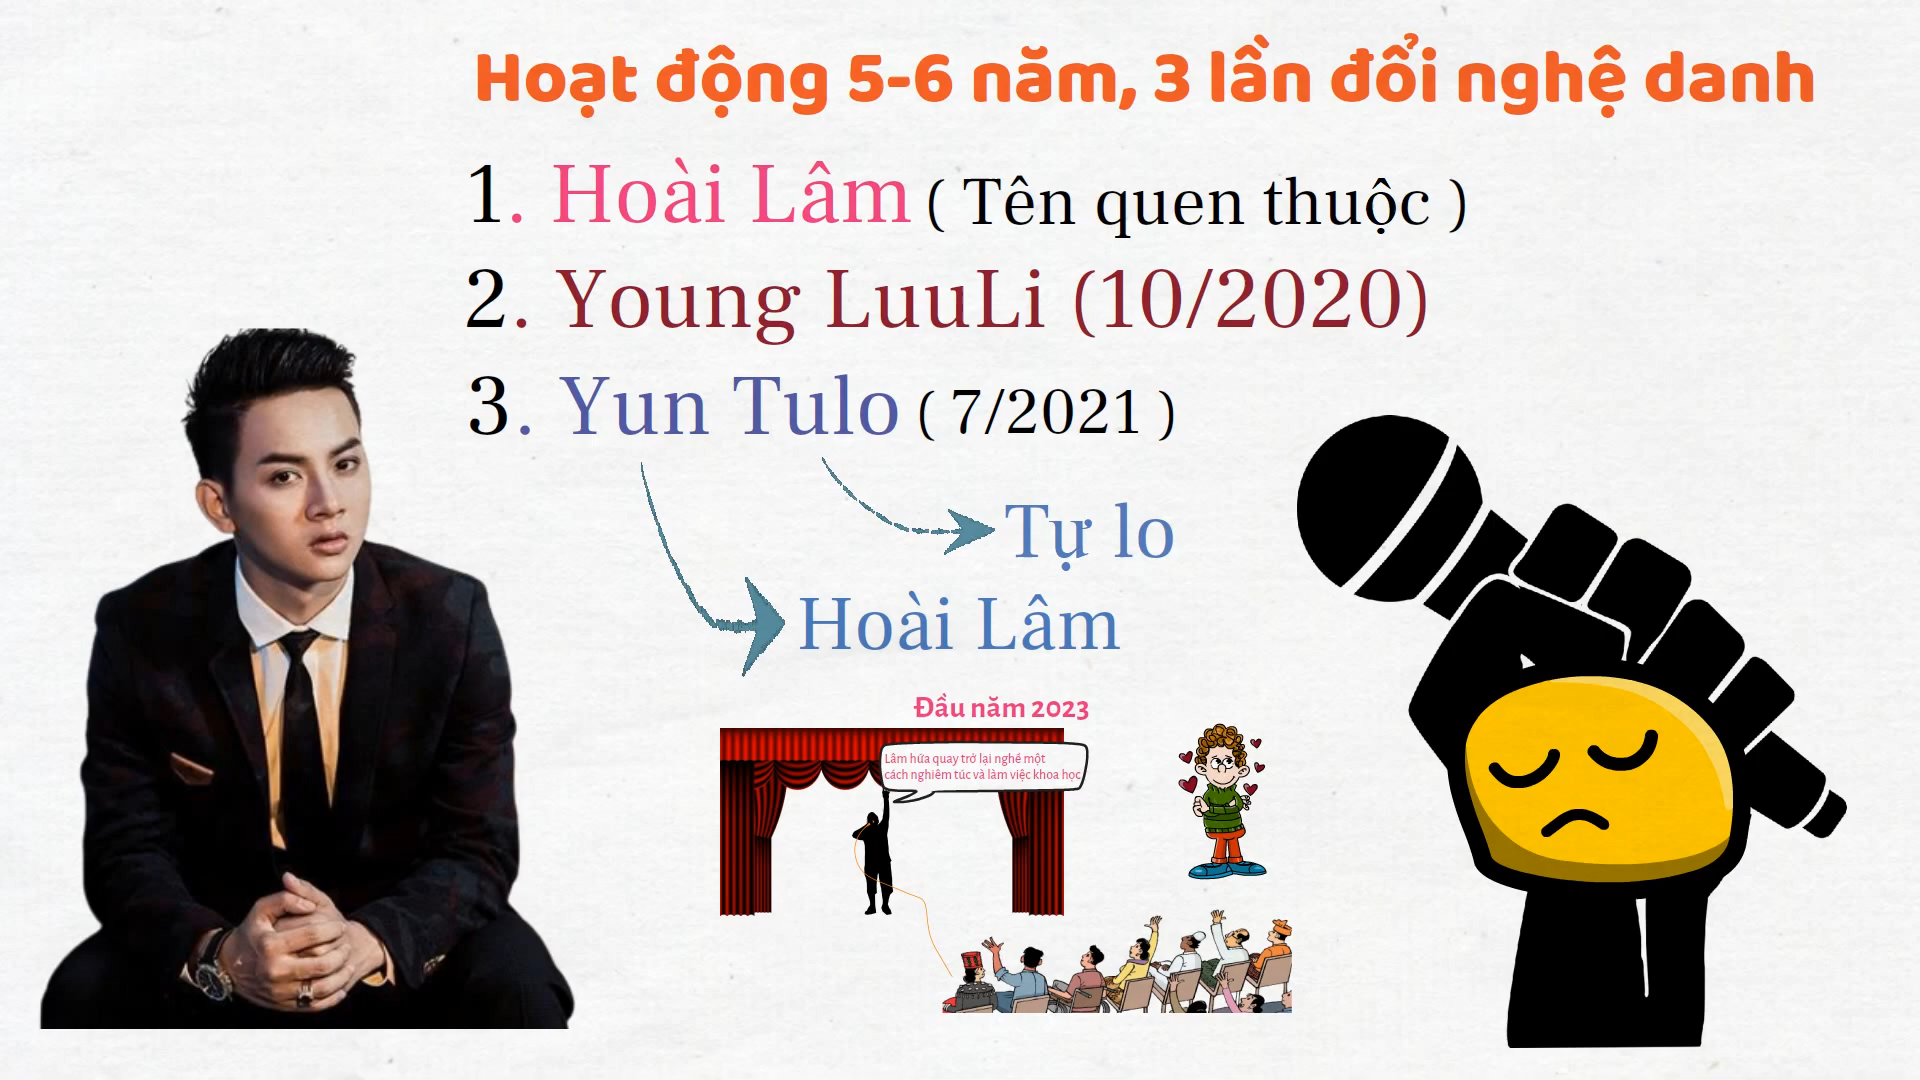 Hoạt động 5-6 năm, 3 lần đổi nghệ danh
1. Hoài Lâm ( Tên quen thuộc )
2. Young LuuLi (10/2020)
3. Yun Tulo ( 7/2021 )
Tự lo
Hoài Lâm
Đầu năm 2023
Lâm hứa quay trở lại nghề một
cách nghiêm túc và làm việc khoa học